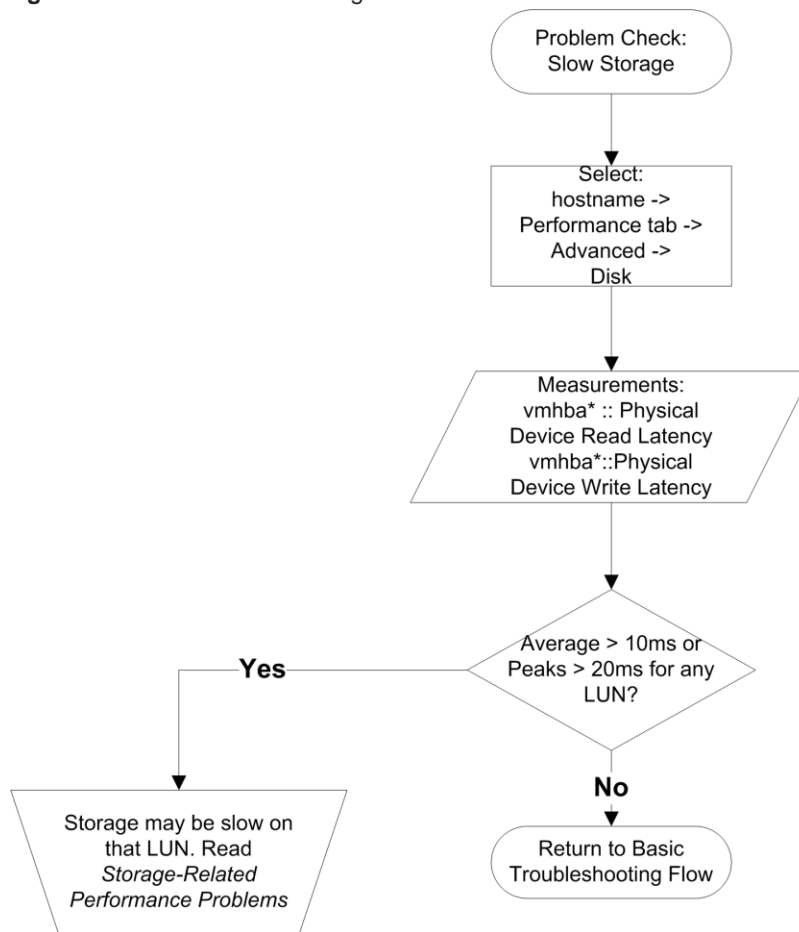 Problem Check:
Slow Storage
Select:
hostname ->
Performance tab ->
Advanced ->
Disk
Measurements:
vmhba* :: Physical
Device Read Latency
vmhba*::Physical
Device Write Latency
Average > 10ms or
Peaks > 20ms for any
LUN?
Yes
No
Storage may be slow on
that LUN. Read
Storage-Related
Performance Problems
Return to Basic
Troubleshooting Flow